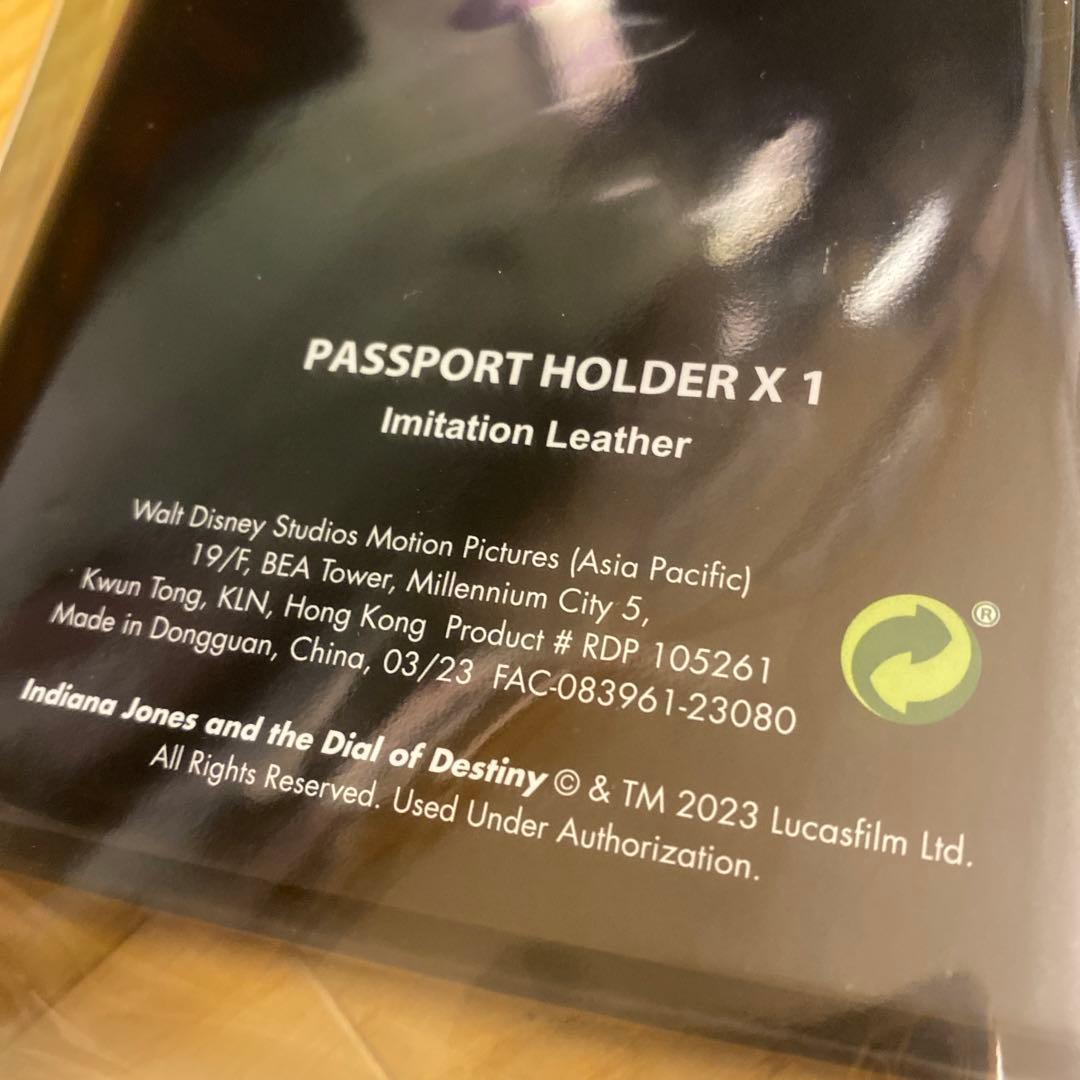 PASSPORT HOLDER X 1
Imitation Leather
Walt Disney Studios Motion Pictures (Asia Pacific)
19/F, BEA Tower, Millennium City 5,
Kwun Tong, KLN, Hong Kong Product # RDP 105261
Made in Dongguan, China, 03/23 FAC-083961-23080
Indiana Jones and the Dial of Destiny © & TM 2023 Lucasfilm Ltd.
All Rights Reserved. Used Under Authorization.
®